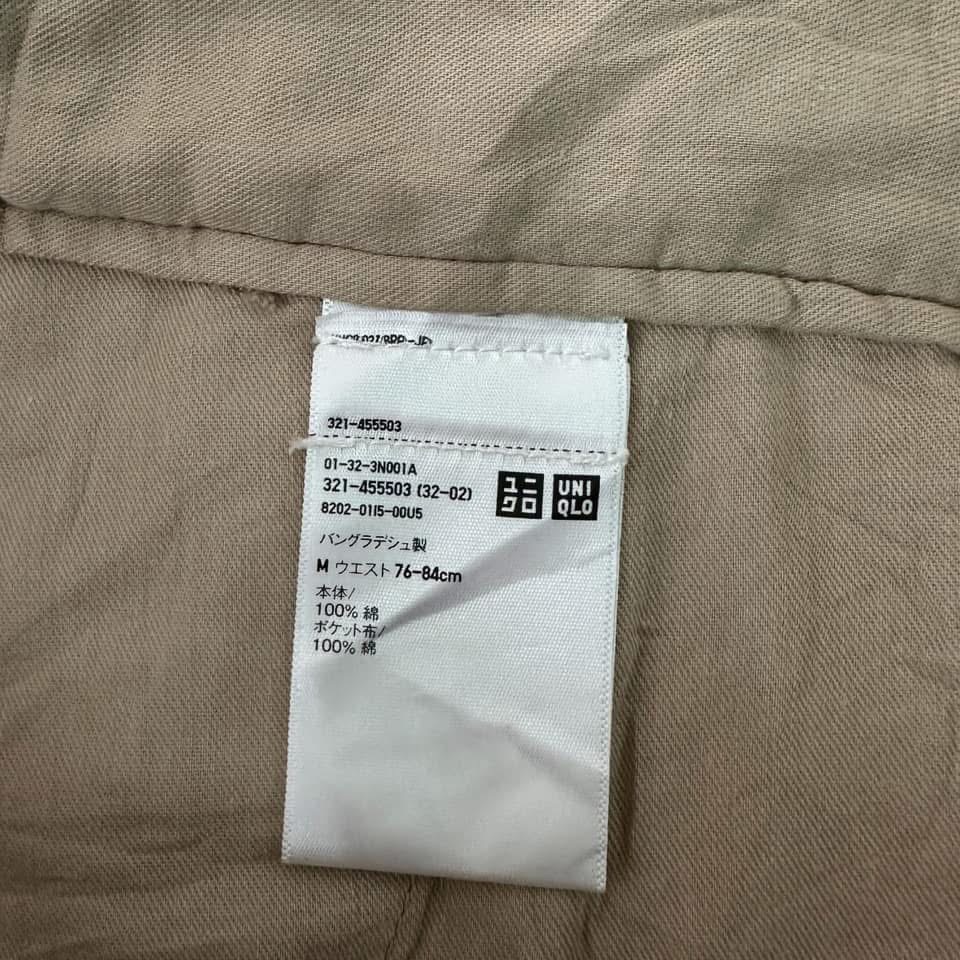 321-455503
01-32-3N001A
321-455503 (32-02)
8202-0115-00U5
ユニクロ
UNIQLO
バングラデシュ製
M ウエスト 76-84cm
本体/
100% 綿
ポケット布/
100% 綿